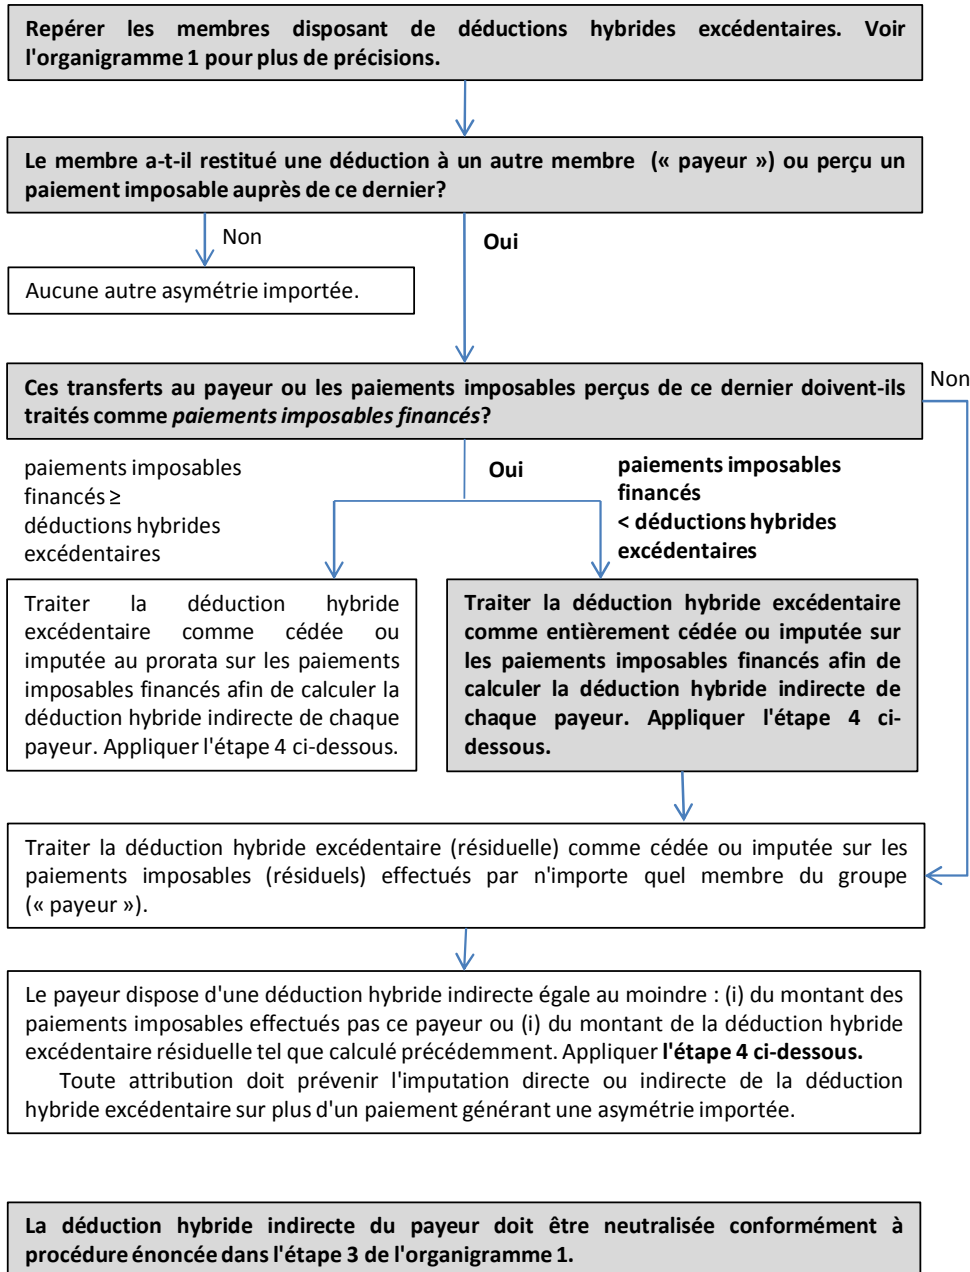 Repérer les membres disposant de déductions hybrides excédentaires. Voir
l'organigramme 1 pour plus de précisions.
Le membre a-t-il restitué une déduction à un autre membre (« payeur ») ou perçu un
paiement imposable auprès de ce dernier?
Non
Oui
Aucune autre asymétrie importée.
Ces transferts au payeur ou les paiements imposables perçus de ce dernier doivent-ils
traités comme paiements imposables financés?
Non
paiements imposables
financés ≥
déductions hybrides
excédentaires
Oui
paiements imposables
financés
< déductions hybrides
excédentaires
Traiter la déduction hybride
excédentaire comme cédée ou
imputée au prorata sur les paiements
imposables financés afin de calculer la
déduction hybride indirecte de chaque
payeur. Appliquer l'étape 4 ci-dessous.
Traiter la déduction hybride excédentaire
comme entièrement cédée ou imputée sur
les paiements imposables financés afin de
calculer la déduction hybride indirecte de
chaque payeur. Appliquer l'étape 4 ci-
dessous.
Traiter la déduction hybride excédentaire (résiduelle) comme cédée ou imputée sur les
paiements imposables (résiduels) effectués par n'importe quel membre du groupe
(« payeur »).
Le payeur dispose d'une déduction hybride indirecte égale au moindre : (i) du montant des
paiements imposables effectués pas ce payeur ou (i) du montant de la déduction hybride
excédentaire résiduelle tel que calculé précédemment. Appliquer l'étape 4 ci-dessous.
Toute attribution doit prévenir l'imputation directe ou indirecte de la déduction
hybride excédentaire sur plus d'un paiement générant une asymétrie importée.
La déduction hybride indirecte du payeur doit être neutralisée conformément à
procédure énoncée dans l'étape 3 de l'organigramme 1.